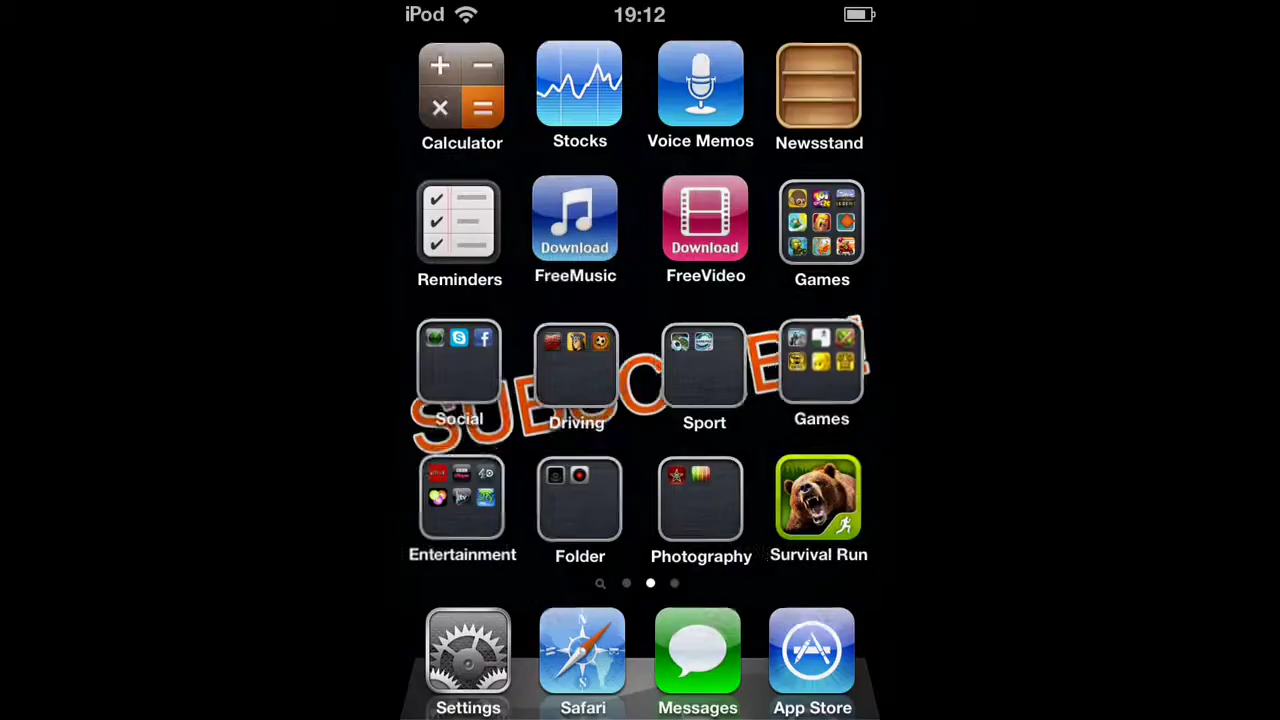 iPod 19:12
Calculator Stocks Voice Memos Newsstand
Download Download
Reminders FreeMusic FreeVideo Games
SUBSC
Social Driving Sport Games
Entertainment Folder Photography Survival Run
Settings Safari Messages App Store